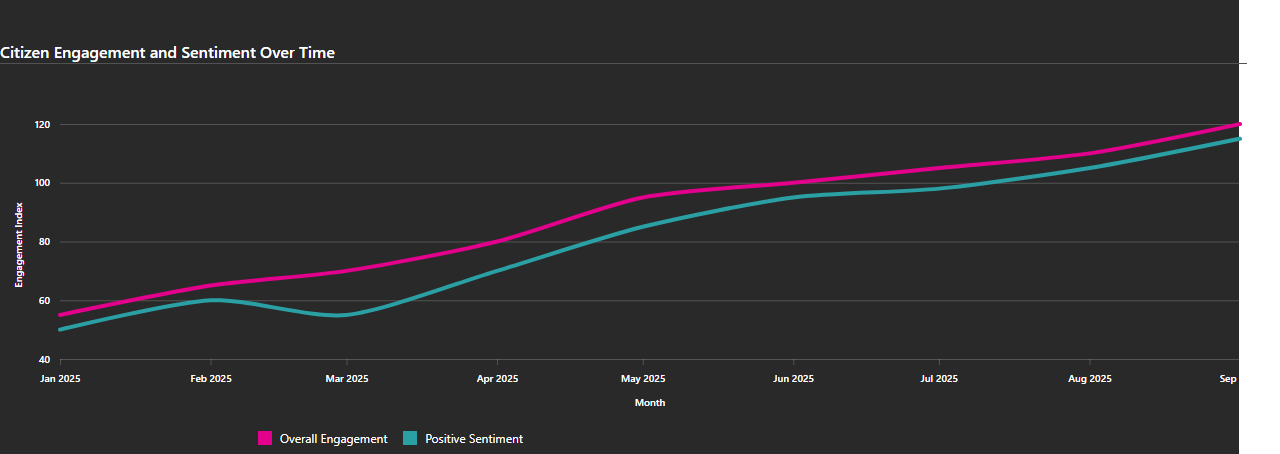 Citizen Engagement and Sentiment Over Time
120
100
80
60
40
Engagement Index
Jan 2025 Feb 2025 Mar 2025 Apr 2025 May 2025 Jun 2025 Jul 2025 Aug 2025 Sep
Month
Overall Engagement Positive Sentiment